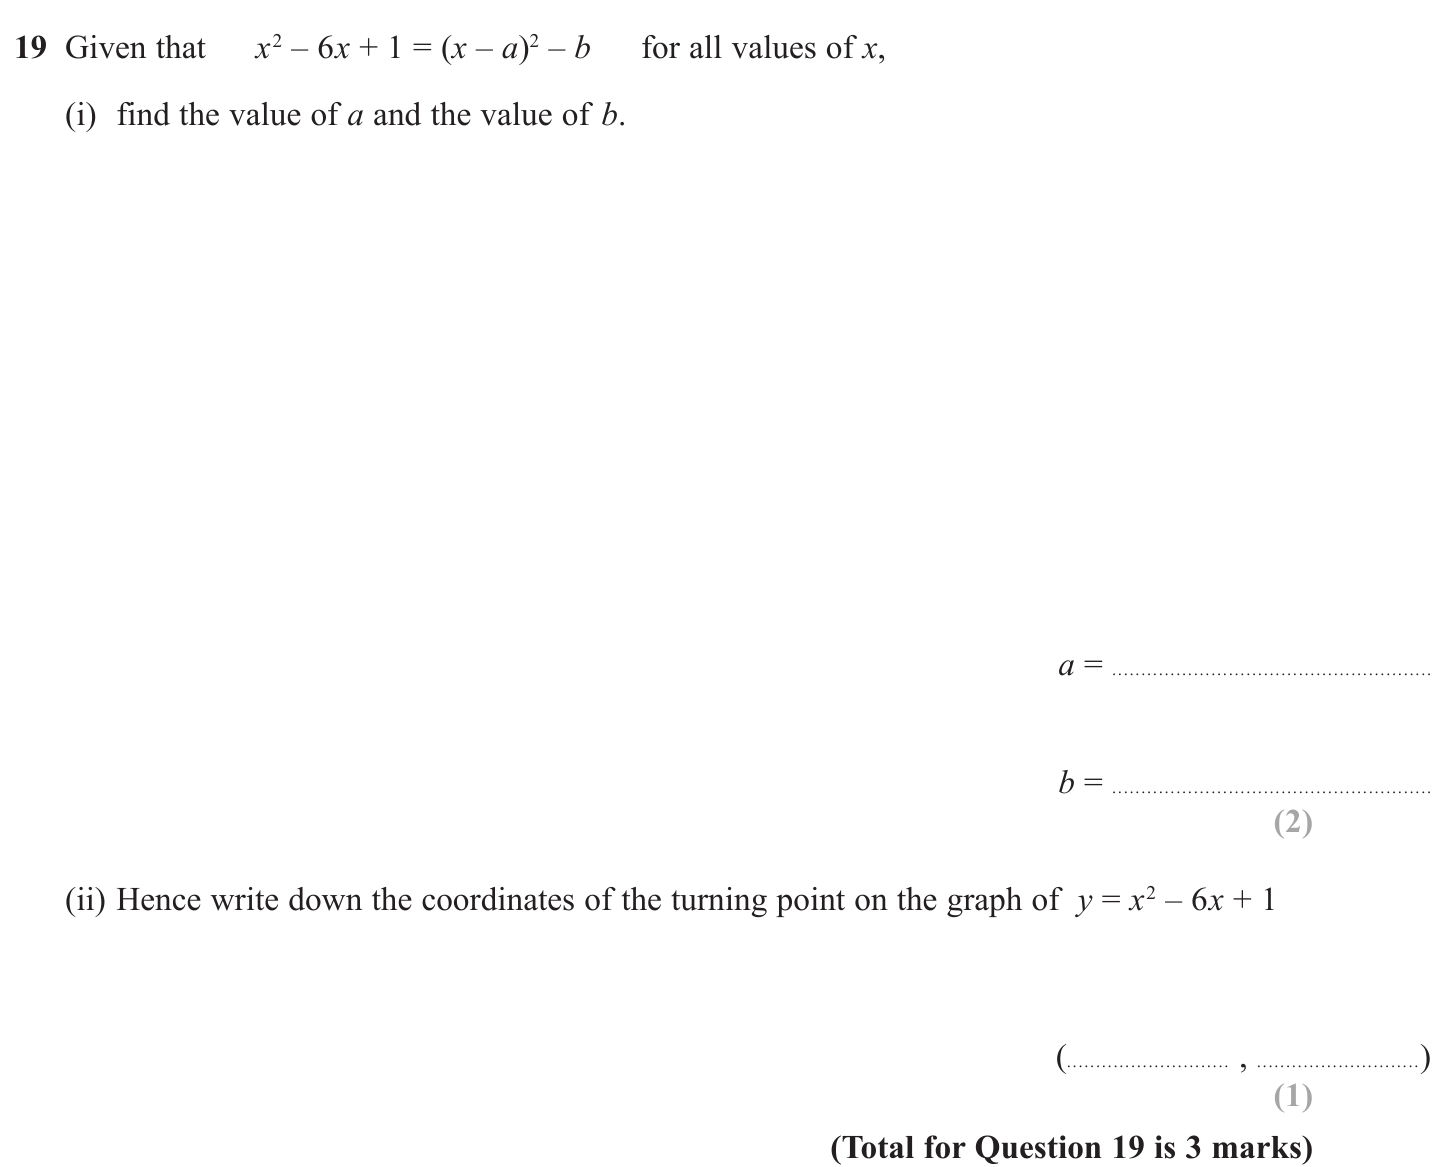 19 Given that x² – 6x + 1 = (x – a)² – b for all values of x,
(i) find the value of a and the value of b.
a = ......................................................
b = ......................................................
(2)
(ii) Hence write down the coordinates of the turning point on the graph of y = x² – 6x + 1
(............................ , ............................)
(1)
(Total for Question 19 is 3 marks)